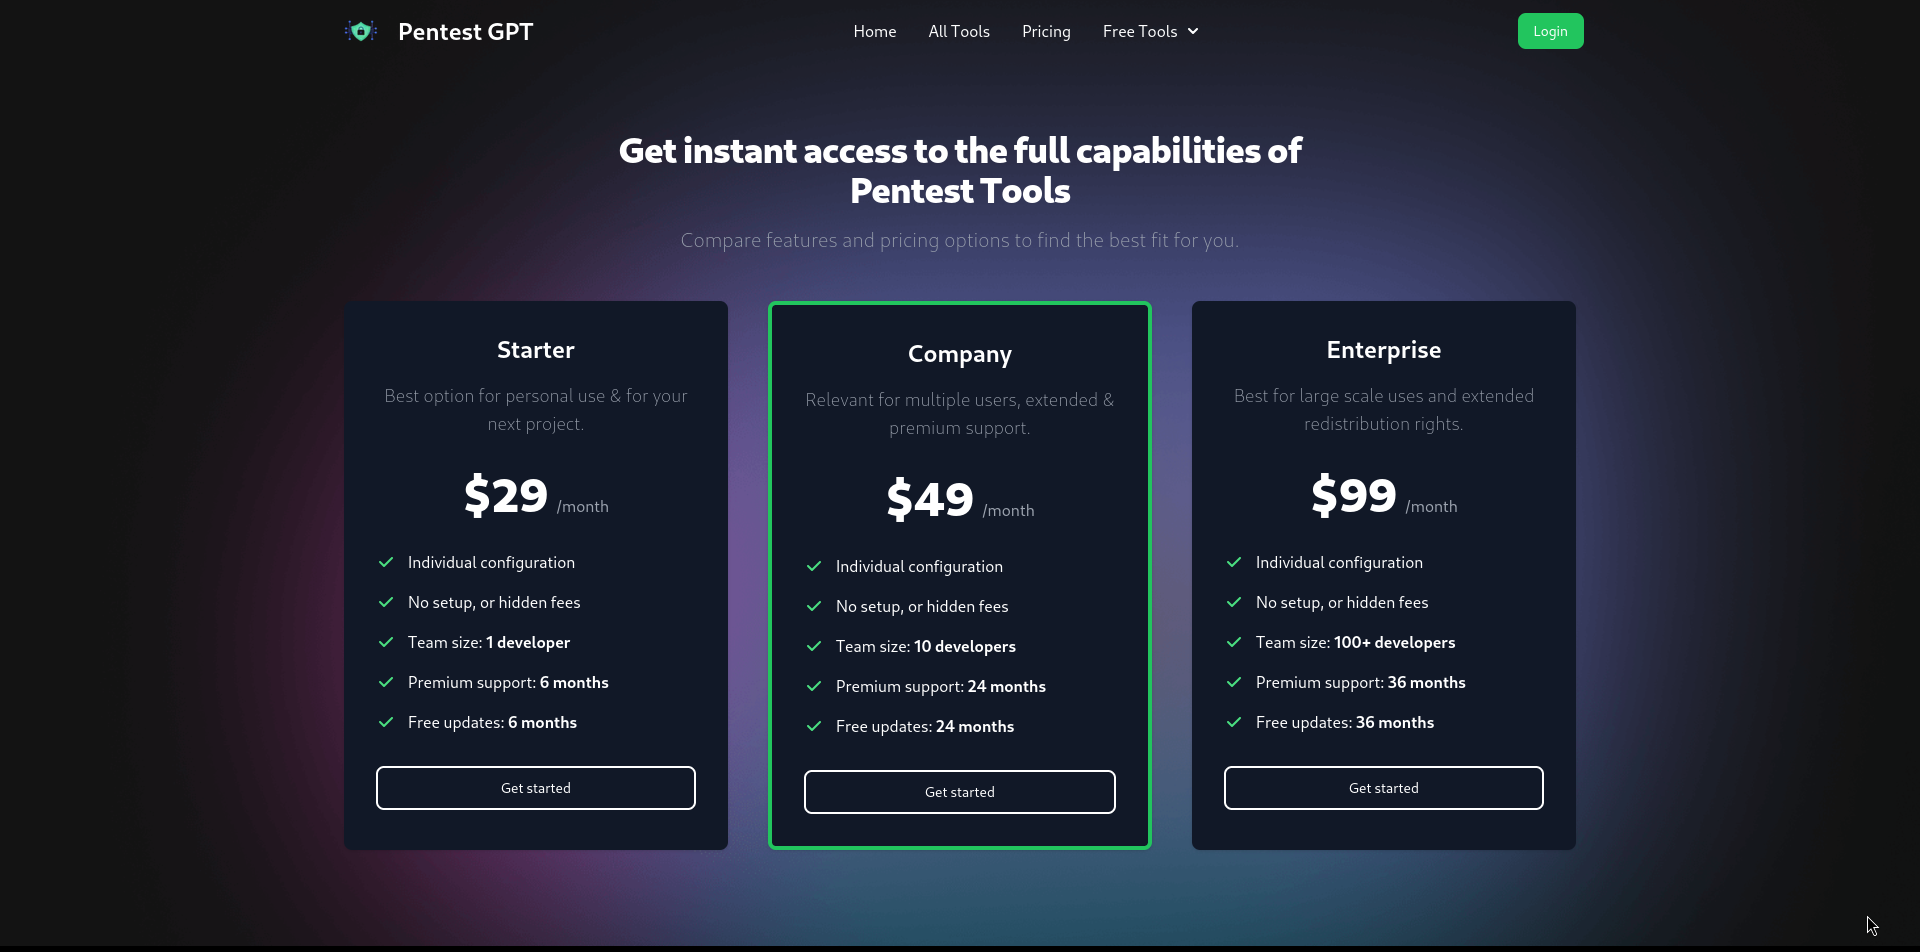 Pentest GPT
Home
All Tools
Pricing
Free Tools
Login
Get instant access to the full capabilities of
Pentest Tools
Compare features and pricing options to find the best fit for you.
Starter
Best option for personal use & for your
next project.
$29 /month
Individual configuration
No setup, or hidden fees
Team size: 1 developer
Premium support: 6 months
Free updates: 6 months
Get started
Company
Relevant for multiple users, extended &
premium support.
$49 /month
Individual configuration
No setup, or hidden fees
Team size: 10 developers
Premium support: 24 months
Free updates: 24 months
Get started
Enterprise
Best for large scale uses and extended
redistribution rights.
$99 /month
Individual configuration
No setup, or hidden fees
Team size: 100+ developers
Premium support: 36 months
Free updates: 36 months
Get started